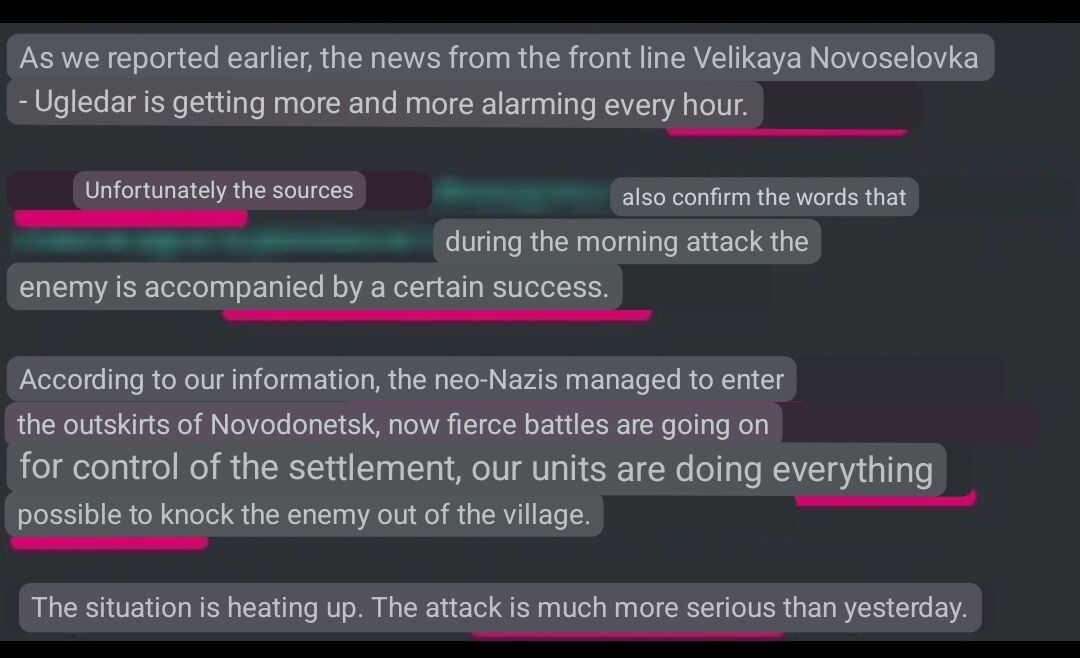 As we reported earlier, the news from the front line Velikaya Novoselovka
- Ugledar is getting more and more alarming every hour.
Unfortunately the sources also confirm the words that
during the morning attack the
enemy is accompanied by a certain success.
According to our information, the neo-Nazis managed to enter
the outskirts of Novodonetsk, now fierce battles are going on
for control of the settlement, our units are doing everything
possible to knock the enemy out of the village.
The situation is heating up. The attack is much more serious than yesterday.